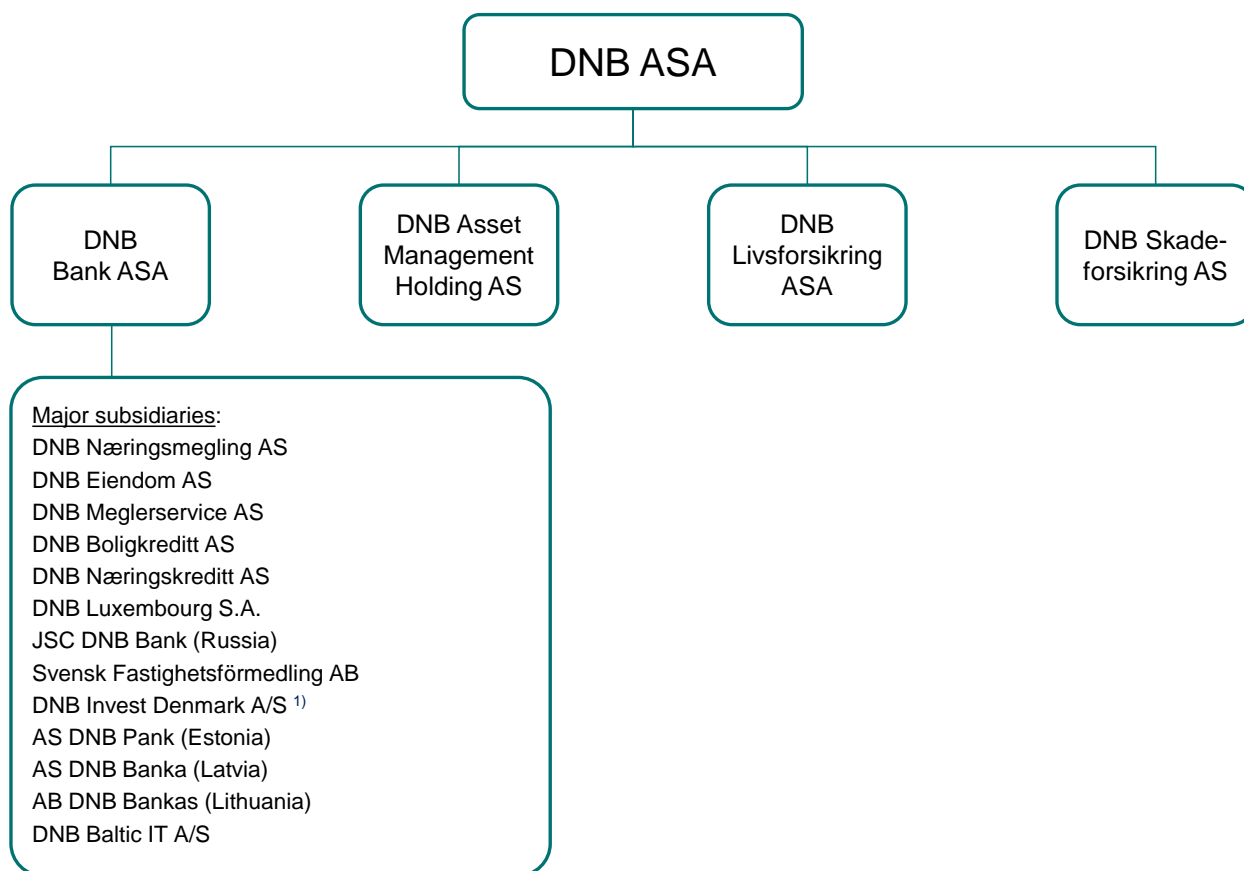 DNB ASA
DNB
Bank ASA
DNB Asset
Management
Holding AS
DNB
Livsforsikring
ASA
DNB Skade-
forsikring AS
Major subsidiaries:
DNB Næringsmegling AS
DNB Eiendom AS
DNB Meglerservice AS
DNB Boligkreditt AS
DNB Næringskreditt AS
DNB Luxembourg S.A.
JSC DNB Bank (Russia)
Svensk Fastighetsförmedling AB
DNB Invest Denmark A/S 1)
AS DNB Pank (Estonia)
AS DNB Banka (Latvia)
AB DNB Bankas (Lithuania)
DNB Baltic IT A/S